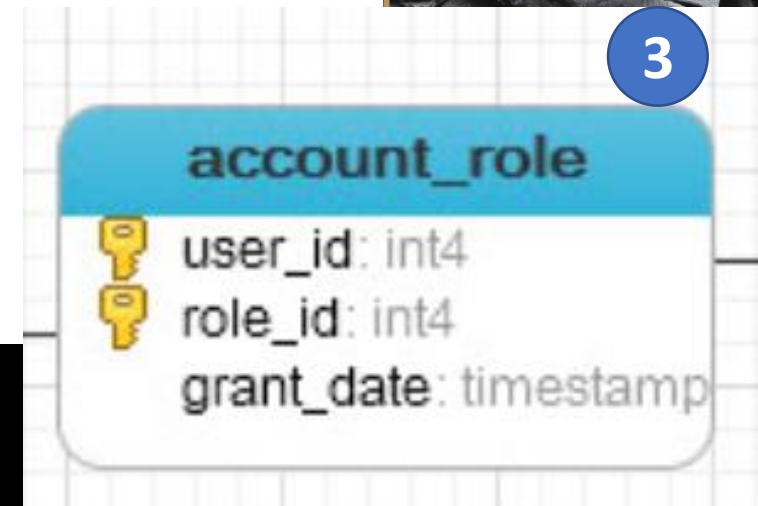 3
account_role
user_id: int4
role_id: int4
grant_date: timestamp